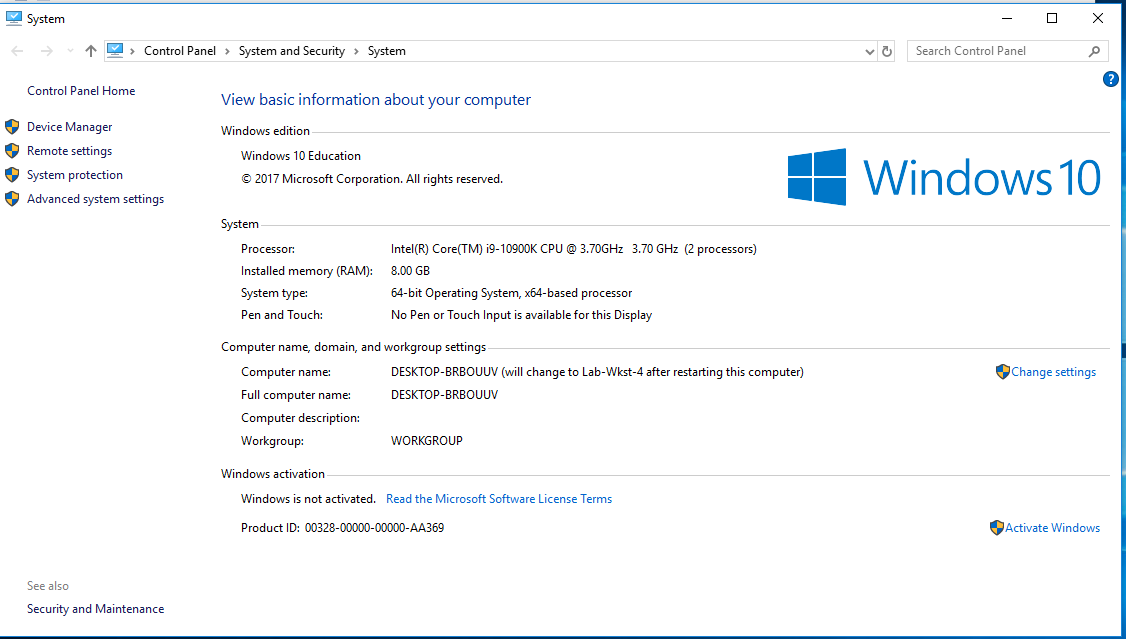 System
Control Panel › System and Security › System
Search Control Panel
?
Control Panel Home
Device Manager
Remote settings
System protection
Advanced system settings
View basic information about your computer
Windows edition
Windows 10 Education
© 2017 Microsoft Corporation. All rights reserved.
Windows 10
System
Processor: Intel(R) Core(TM) i9-10900K CPU @ 3.70GHz 3.70 GHz (2 processors)
Installed memory (RAM): 8.00 GB
System type: 64-bit Operating System, x64-based processor
Pen and Touch: No Pen or Touch Input is available for this Display
Computer name, domain, and workgroup settings
Computer name: DESKTOP-BRBOUUV (will change to Lab-Wkst-4 after restarting this computer) Change settings
Full computer name: DESKTOP-BRBOUUV
Computer description:
Workgroup: WORKGROUP
Windows activation
Windows is not activated. Read the Microsoft Software License Terms
Product ID: 00328-00000-00000-AA369 Activate Windows
See also
Security and Maintenance